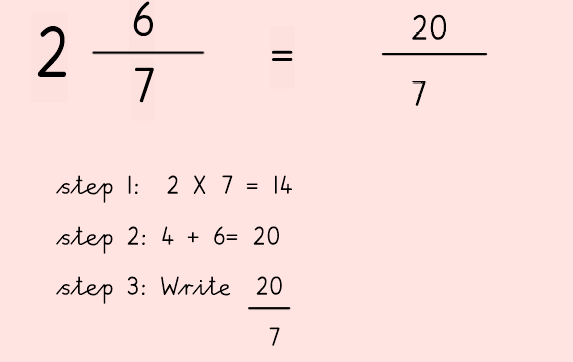 2 6/7 = 20/7
step 1: 2 X 7 = 14
step 2: 4 + 6= 20
step 3: Write 20/7